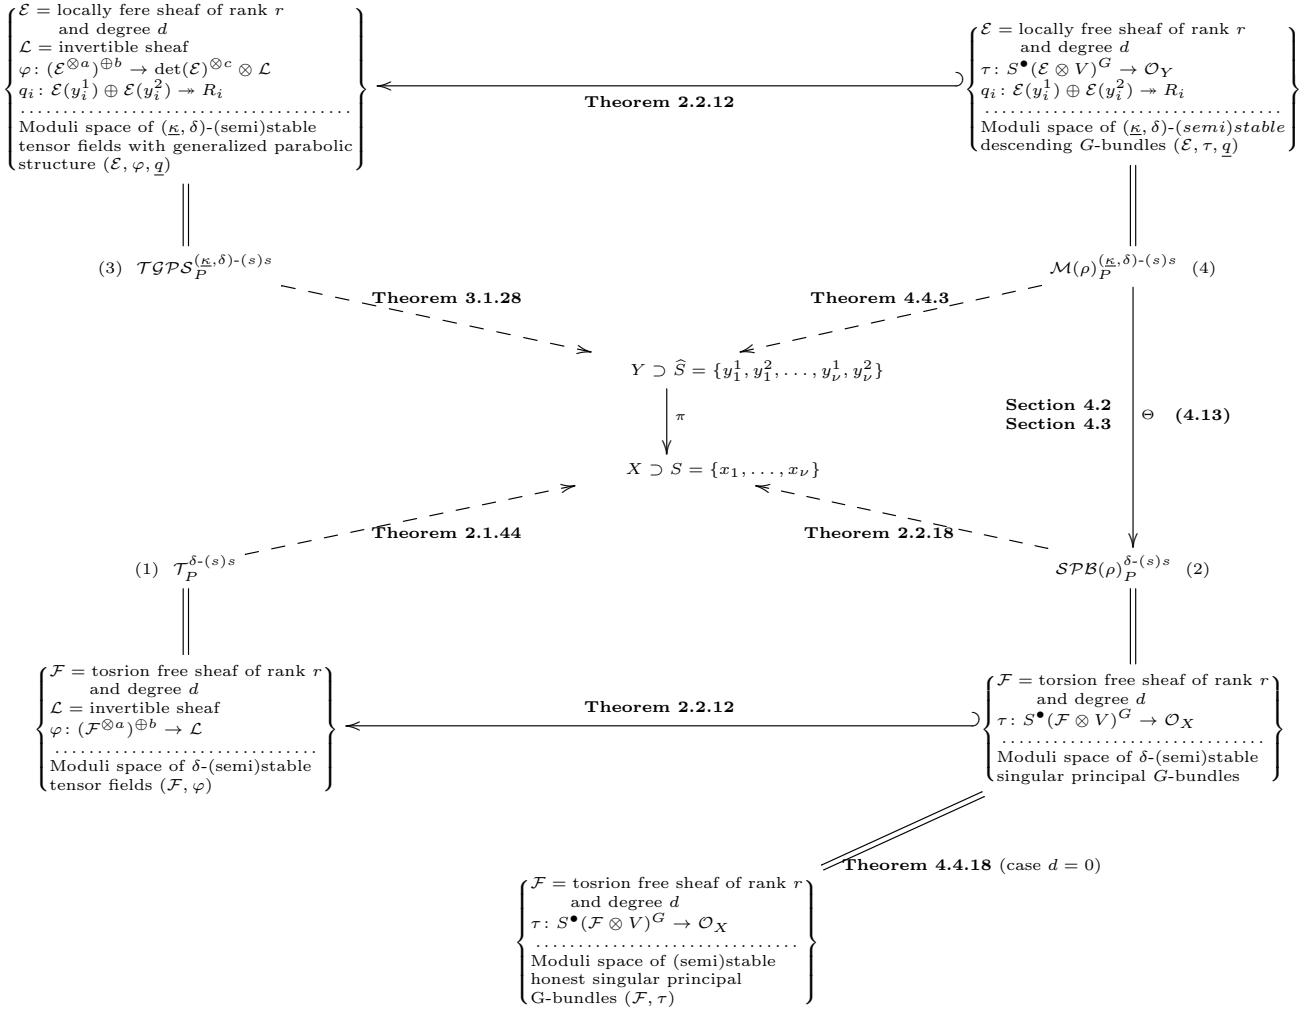 ℰ = locally fere sheaf of rank r
and degree d
ℒ = invertible sheaf
φ: (ℰ^{⊗a})^{⊕b} → det(ℰ)^{⊗c} ⊗ ℒ
q_i: ℰ(y_i^1) ⊕ ℰ(y_i^2) ↠ R_i
Moduli space of (κ, δ)-(semi)stable
tensor fields with generalized parabolic
structure (ℰ, φ, q)
Theorem 2.2.12
ℰ = locally free sheaf of rank r
and degree d
τ: S^•(ℰ ⊗ V)^G → 𝒪_Y
q_i: ℰ(y_i^1) ⊕ ℰ(y_i^2) ↠ R_i
Moduli space of (κ, δ)-(semi)stable
descending G-bundles (ℰ, τ, q)
(3) 𝒯𝒢𝒫𝒮_P^{(κ,δ)-(s)s}
ℳ(ρ)_P^{(κ,δ)-(s)s} (4)
Theorem 3.1.28
Theorem 4.4.3
Y ⊃ Ŝ = {y_1^1, y_1^2, . . . , y_ν^1, y_ν^2}
π
Section 4.2
Section 4.3
Θ (4.13)
X ⊃ S = {x_1, . . . , x_ν}
Theorem 2.1.44
Theorem 2.2.18
(1) 𝒯_P^{δ-(s)s}
𝒮𝒫ℬ(ρ)_P^{δ-(s)s} (2)
ℱ = tosrion free sheaf of rank r
and degree d
ℒ = invertible sheaf
φ: (ℱ^{⊗a})^{⊕b} → ℒ
Moduli space of δ-(semi)stable
tensor fields (ℱ, φ)
Theorem 2.2.12
ℱ = torsion free sheaf of rank r
and degree d
τ: S^•(ℱ ⊗ V)^G → 𝒪_X
Moduli space of δ-(semi)stable
singular principal G-bundles
Theorem 4.4.18 (case d = 0)
ℱ = tosrion free sheaf of rank r
and degree d
τ: S^•(ℱ ⊗ V)^G → 𝒪_X
Moduli space of (semi)stable
honest singular principal
G-bundles (ℱ, τ)